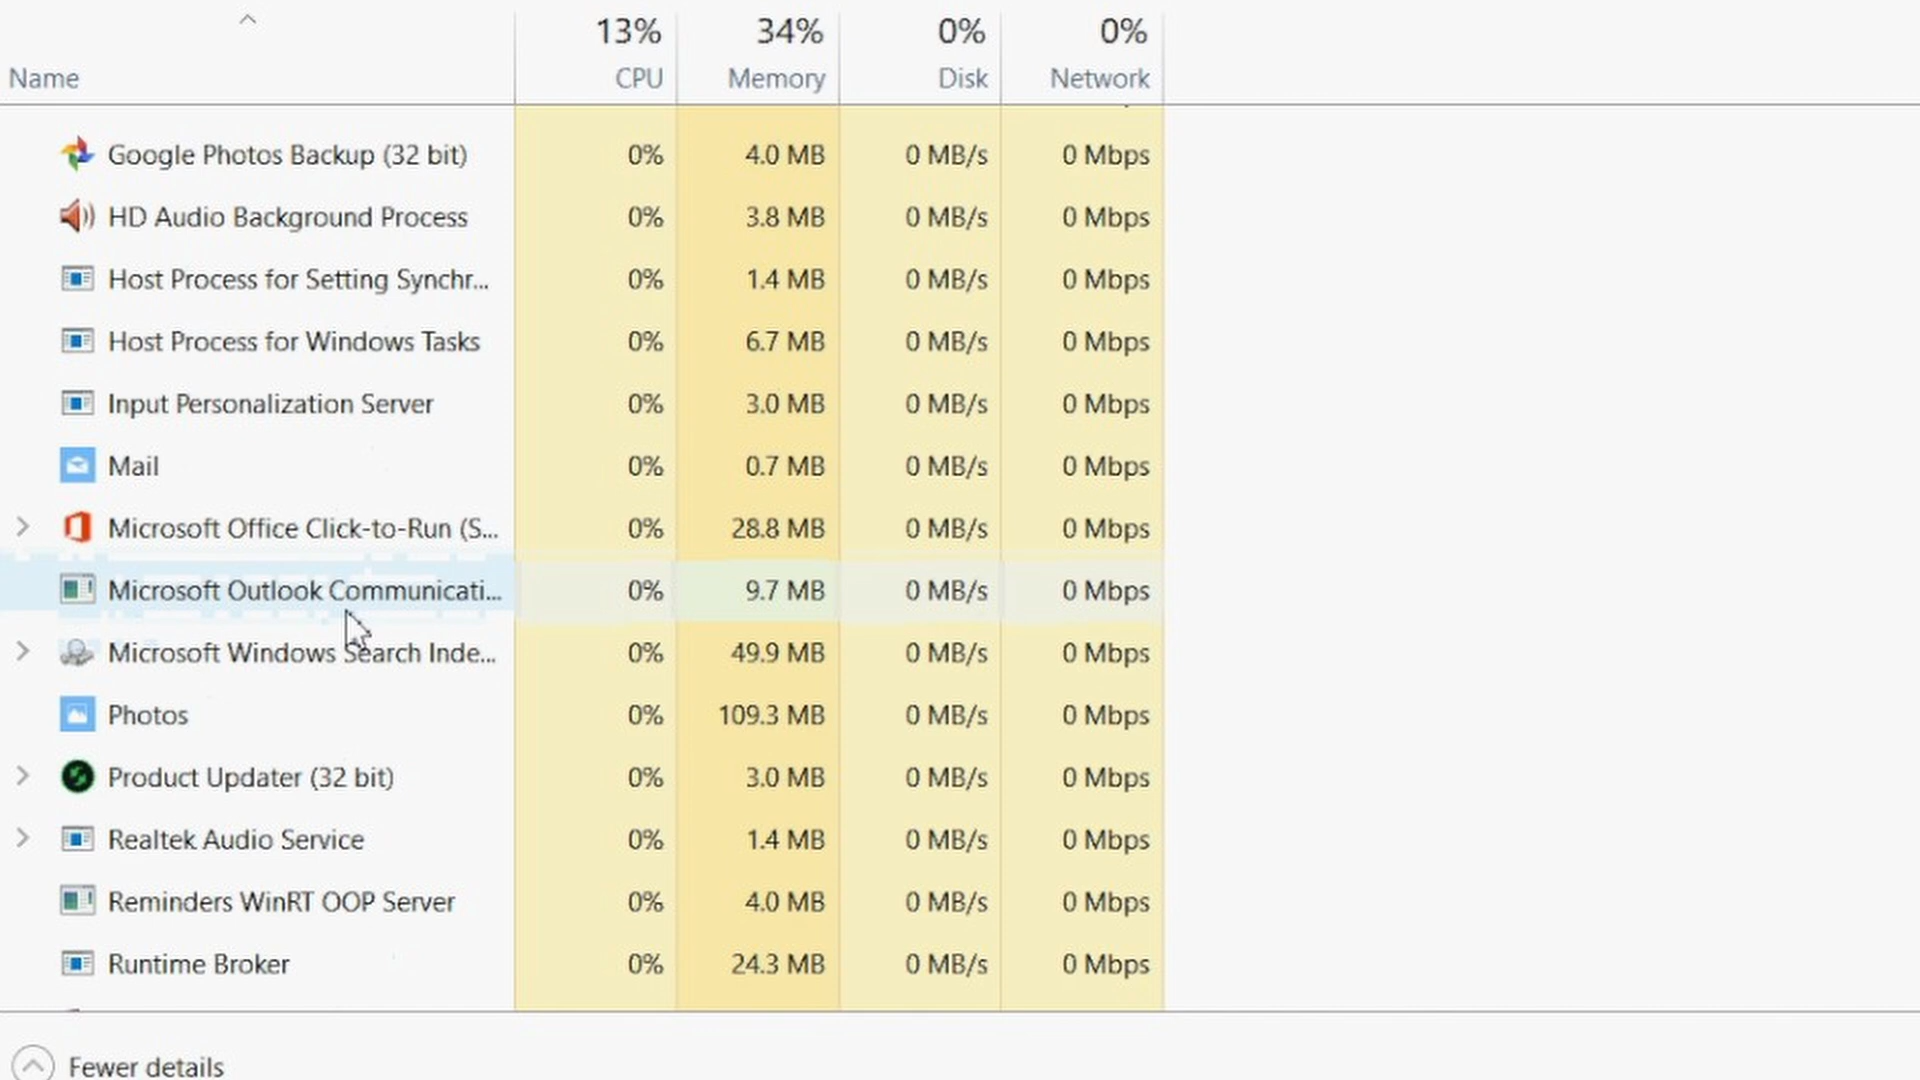 13% 34% 0% 0%
Name CPU Memory Disk Network
Google Photos Backup (32 bit) 0% 4.0 MB 0 MB/s 0 Mbps
HD Audio Background Process 0% 3.8 MB 0 MB/s 0 Mbps
Host Process for Setting Synchr... 0% 1.4 MB 0 MB/s 0 Mbps
Host Process for Windows Tasks 0% 6.7 MB 0 MB/s 0 Mbps
Input Personalization Server 0% 3.0 MB 0 MB/s 0 Mbps
Mail 0% 0.7 MB 0 MB/s 0 Mbps
Microsoft Office Click-to-Run (S... 0% 28.8 MB 0 MB/s 0 Mbps
Microsoft Outlook Communicati... 0% 9.7 MB 0 MB/s 0 Mbps
Microsoft Windows Search Inde... 0% 49.9 MB 0 MB/s 0 Mbps
Photos 0% 109.3 MB 0 MB/s 0 Mbps
Product Updater (32 bit) 0% 3.0 MB 0 MB/s 0 Mbps
Realtek Audio Service 0% 1.4 MB 0 MB/s 0 Mbps
Reminders WinRT OOP Server 0% 4.0 MB 0 MB/s 0 Mbps
Runtime Broker 0% 24.3 MB 0 MB/s 0 Mbps
Fewer details